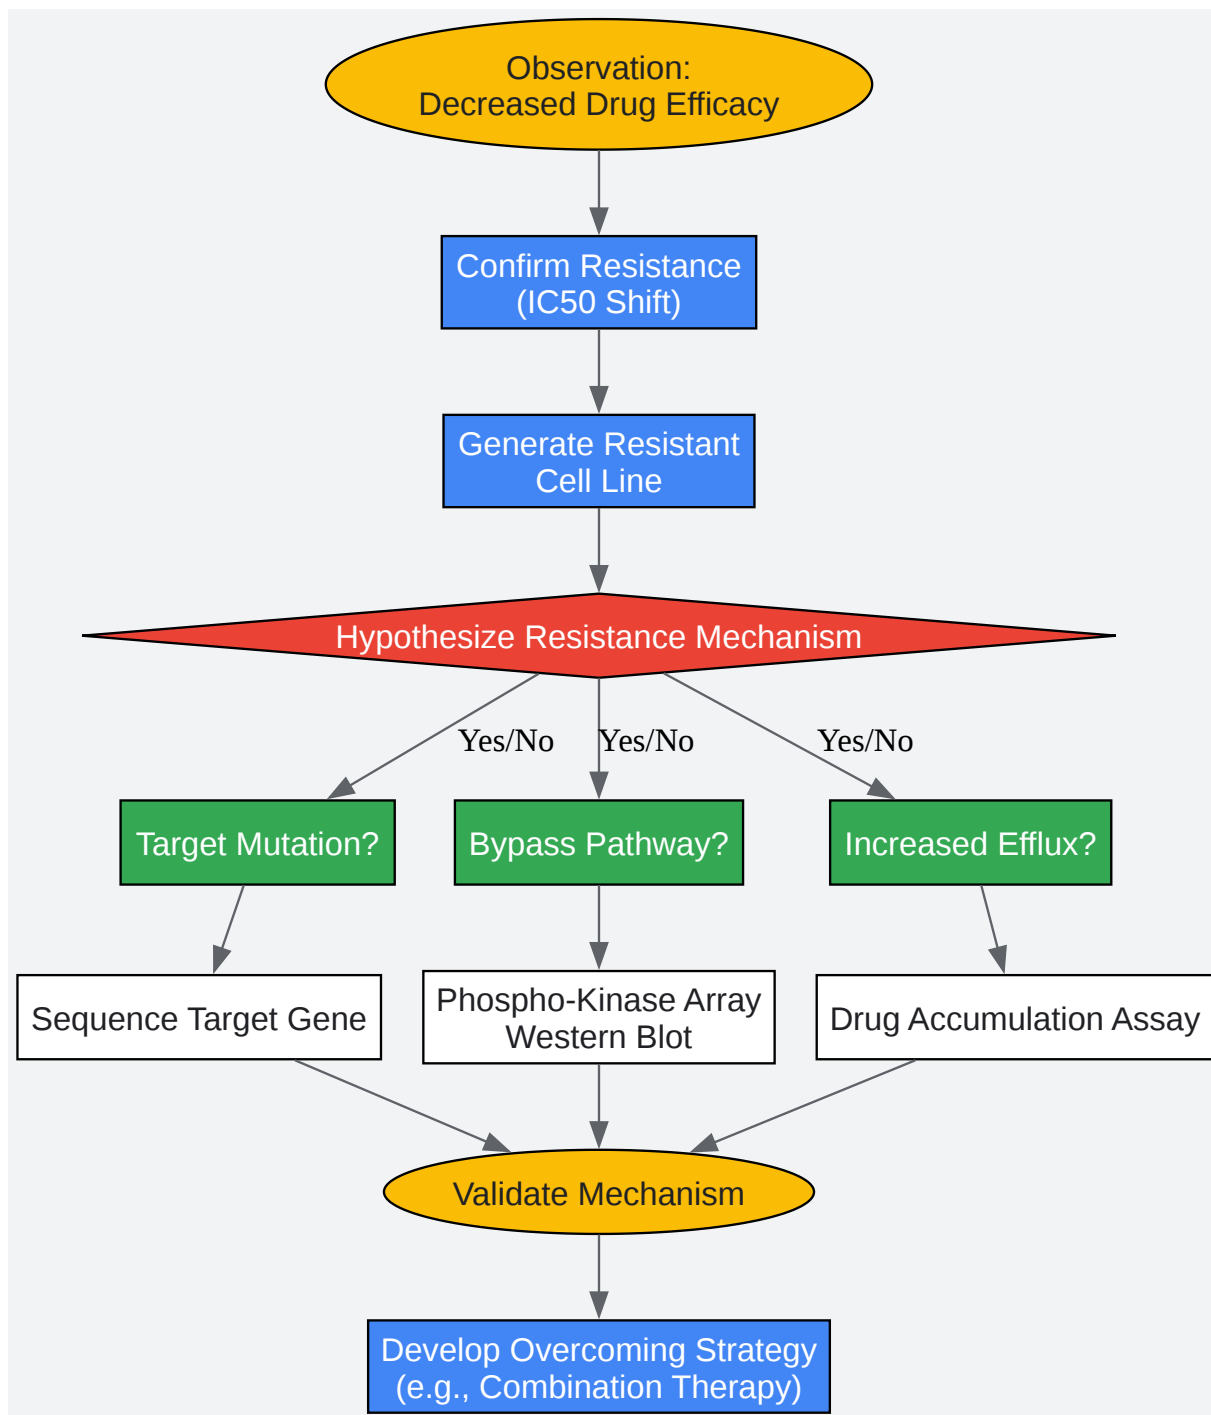 Observation:
Decreased Drug Efficacy
Confirm Resistance
(IC50 Shift)
Generate Resistant
Cell Line
Hypothesize Resistance Mechanism
Yes/No
Yes/No
Yes/No
Target Mutation?
Bypass Pathway?
Increased Efflux?
Sequence Target Gene
Phospho-Kinase Array
Western Blot
Drug Accumulation Assay
Validate Mechanism
Develop Overcoming Strategy
(e.g., Combination Therapy)